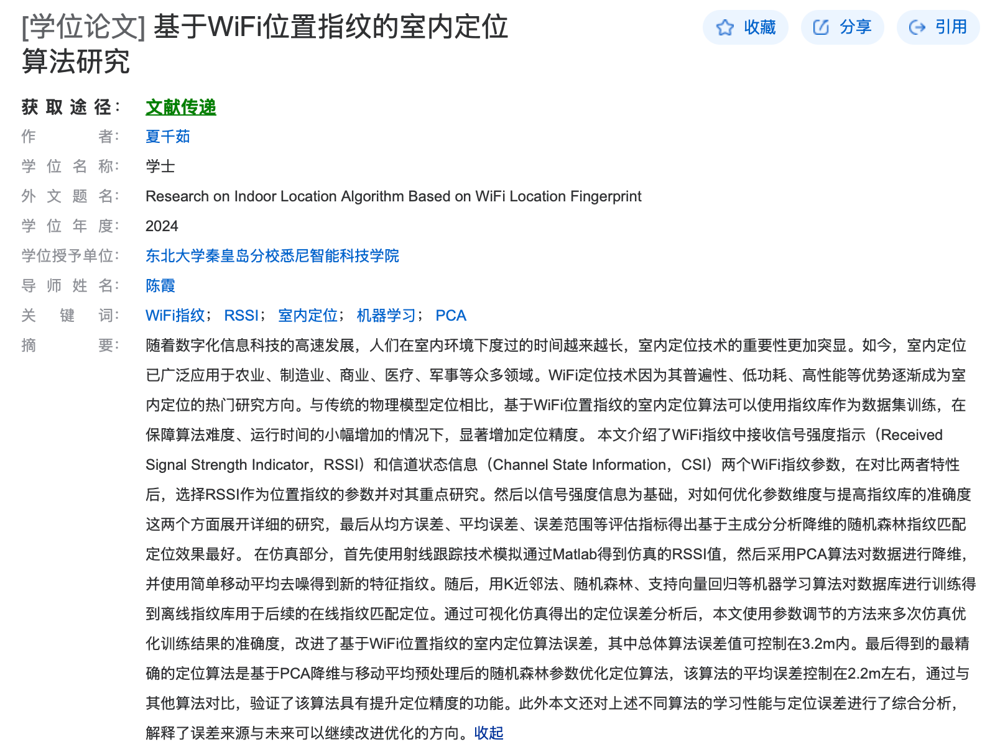 [学位论文] 基于WiFi位置指纹的室内定位
算法研究
收藏
分享
引用
获取途径： 文献传递
作者： 夏千茹
学位名称： 学士
外文题名： Research on Indoor Location Algorithm Based on WiFi Location Fingerprint
学位年度： 2024
学位授予单位： 东北大学秦皇岛分校悉尼智能科技学院
导师姓名： 陈霞
关键词： WiFi指纹； RSSI； 室内定位； 机器学习； PCA
摘要： 随着数字化信息科技的高速发展，人们在室内环境下度过的时间越来越长，室内定位技术的重要性更加突显。如今，室内定位
已广泛应用于农业、制造业、商业、医疗、军事等众多领域。WiFi定位技术因为其普遍性、低功耗、高性能等优势逐渐成为室
内定位的热门研究方向。与传统的物理模型定位相比，基于WiFi位置指纹的室内定位算法可以使用指纹库作为数据集训练，在
保障算法难度、运行时间的小幅增加的情况下，显著增加定位精度。 本文介绍了WiFi指纹中接收信号强度指示（Received
Signal Strength Indicator，RSSI）和信道状态信息（Channel State Information，CSI）两个WiFi指纹参数，在对比两者特性
后，选择RSSI作为位置指纹的参数并对其重点研究。然后以信号强度信息为基础，对如何优化参数维度与提高指纹库的准确度
这两个方面展开详细的研究，最后从均方误差、平均误差、误差范围等评估指标得出基于主成分分析降维的随机森林指纹匹配
定位效果最好。 在仿真部分，首先使用射线跟踪技术模拟通过Matlab得到仿真的RSSI值，然后采用PCA算法对数据进行降维，
并使用简单移动平均去噪得到新的特征指纹。随后，用K近邻法、随机森林、支持向量回归等机器学习算法对数据库进行训练得
到离线指纹库用于后续的在线指纹匹配定位。通过可视化仿真得出的定位误差分析后，本文使用参数调节的方法来多次仿真优
化训练结果的准确度，改进了基于WiFi位置指纹的室内定位算法误差，其中总体算法误差值可控制在3.2m内。最后得到的最精
确的定位算法是基于PCA降维与移动平均预处理后的随机森林参数优化定位算法，该算法的平均误差控制在2.2m左右，通过与
其他算法对比，验证了该算法具有提升定位精度的功能。此外本文还对上述不同算法的学习性能与定位误差进行了综合分析，
解释了误差来源与未来可以继续改进优化的方向。收起